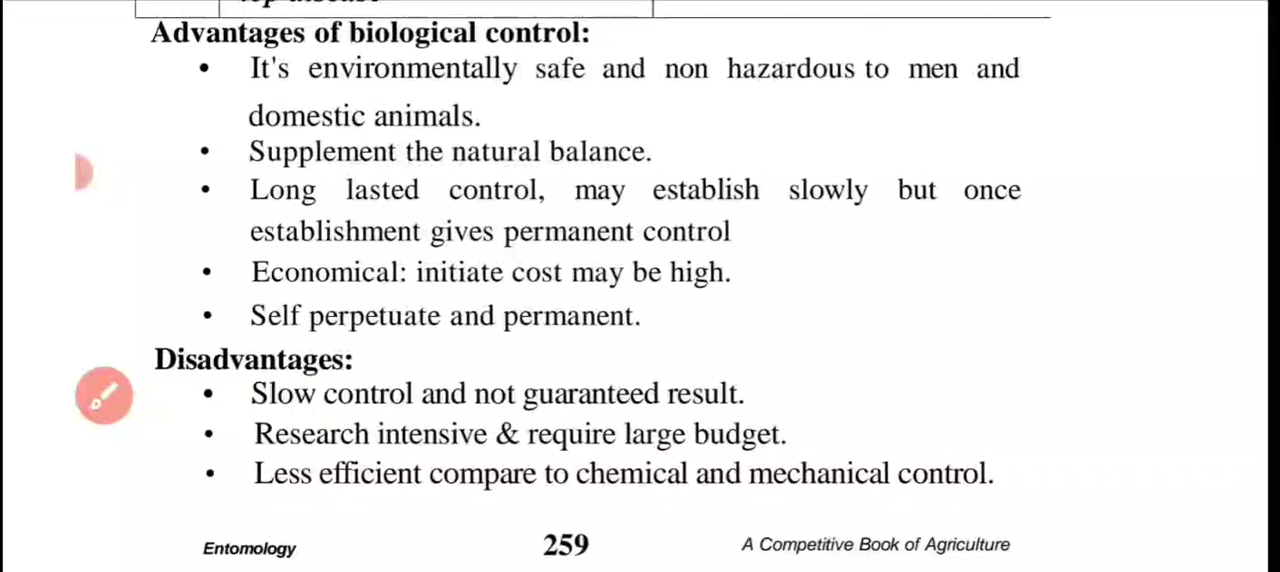 Advantages of biological control:
• It's environmentally safe and non hazardous to men and
domestic animals.
• Supplement the natural balance.
• Long lasted control, may establish slowly but once
establishment gives permanent control
• Economical: initiate cost may be high.
• Self perpetuate and permanent.
Disadvantages:
• Slow control and not guaranteed result.
• Research intensive & require large budget.
• Less efficient compare to chemical and mechanical control.
Entomology 259 A Competitive Book of Agriculture